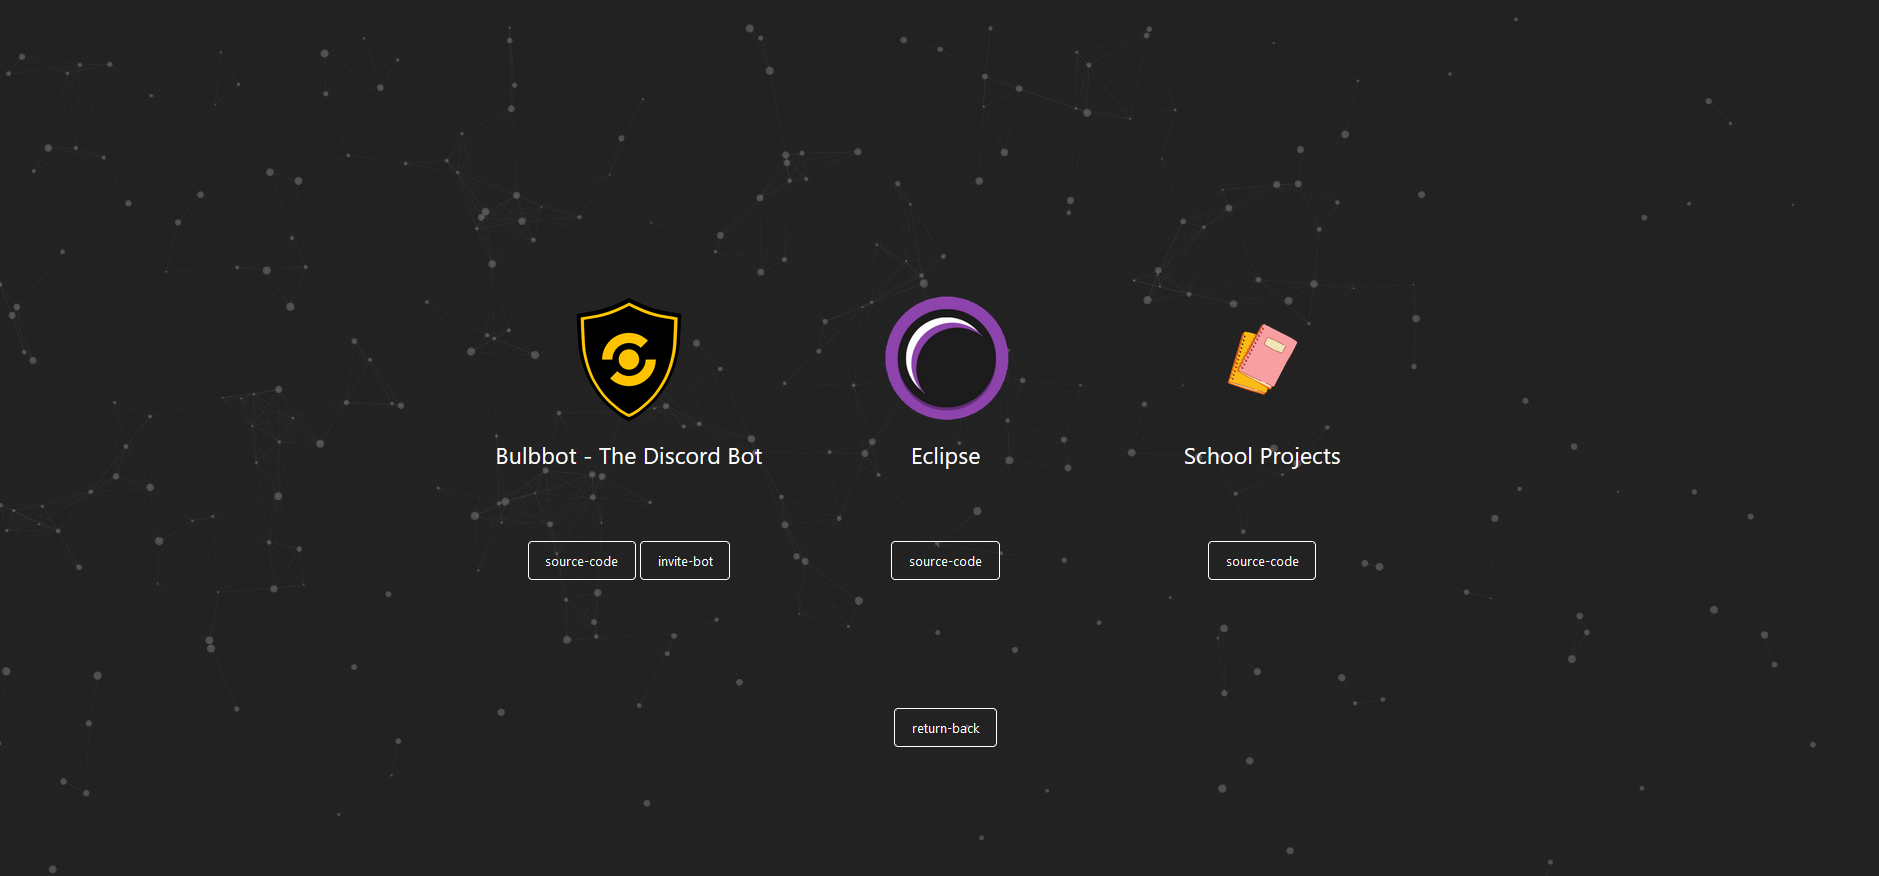 Bulbbot - The Discord Bot
Eclipse
School Projects
source-code
invite-bot
source-code
source-code
return-back